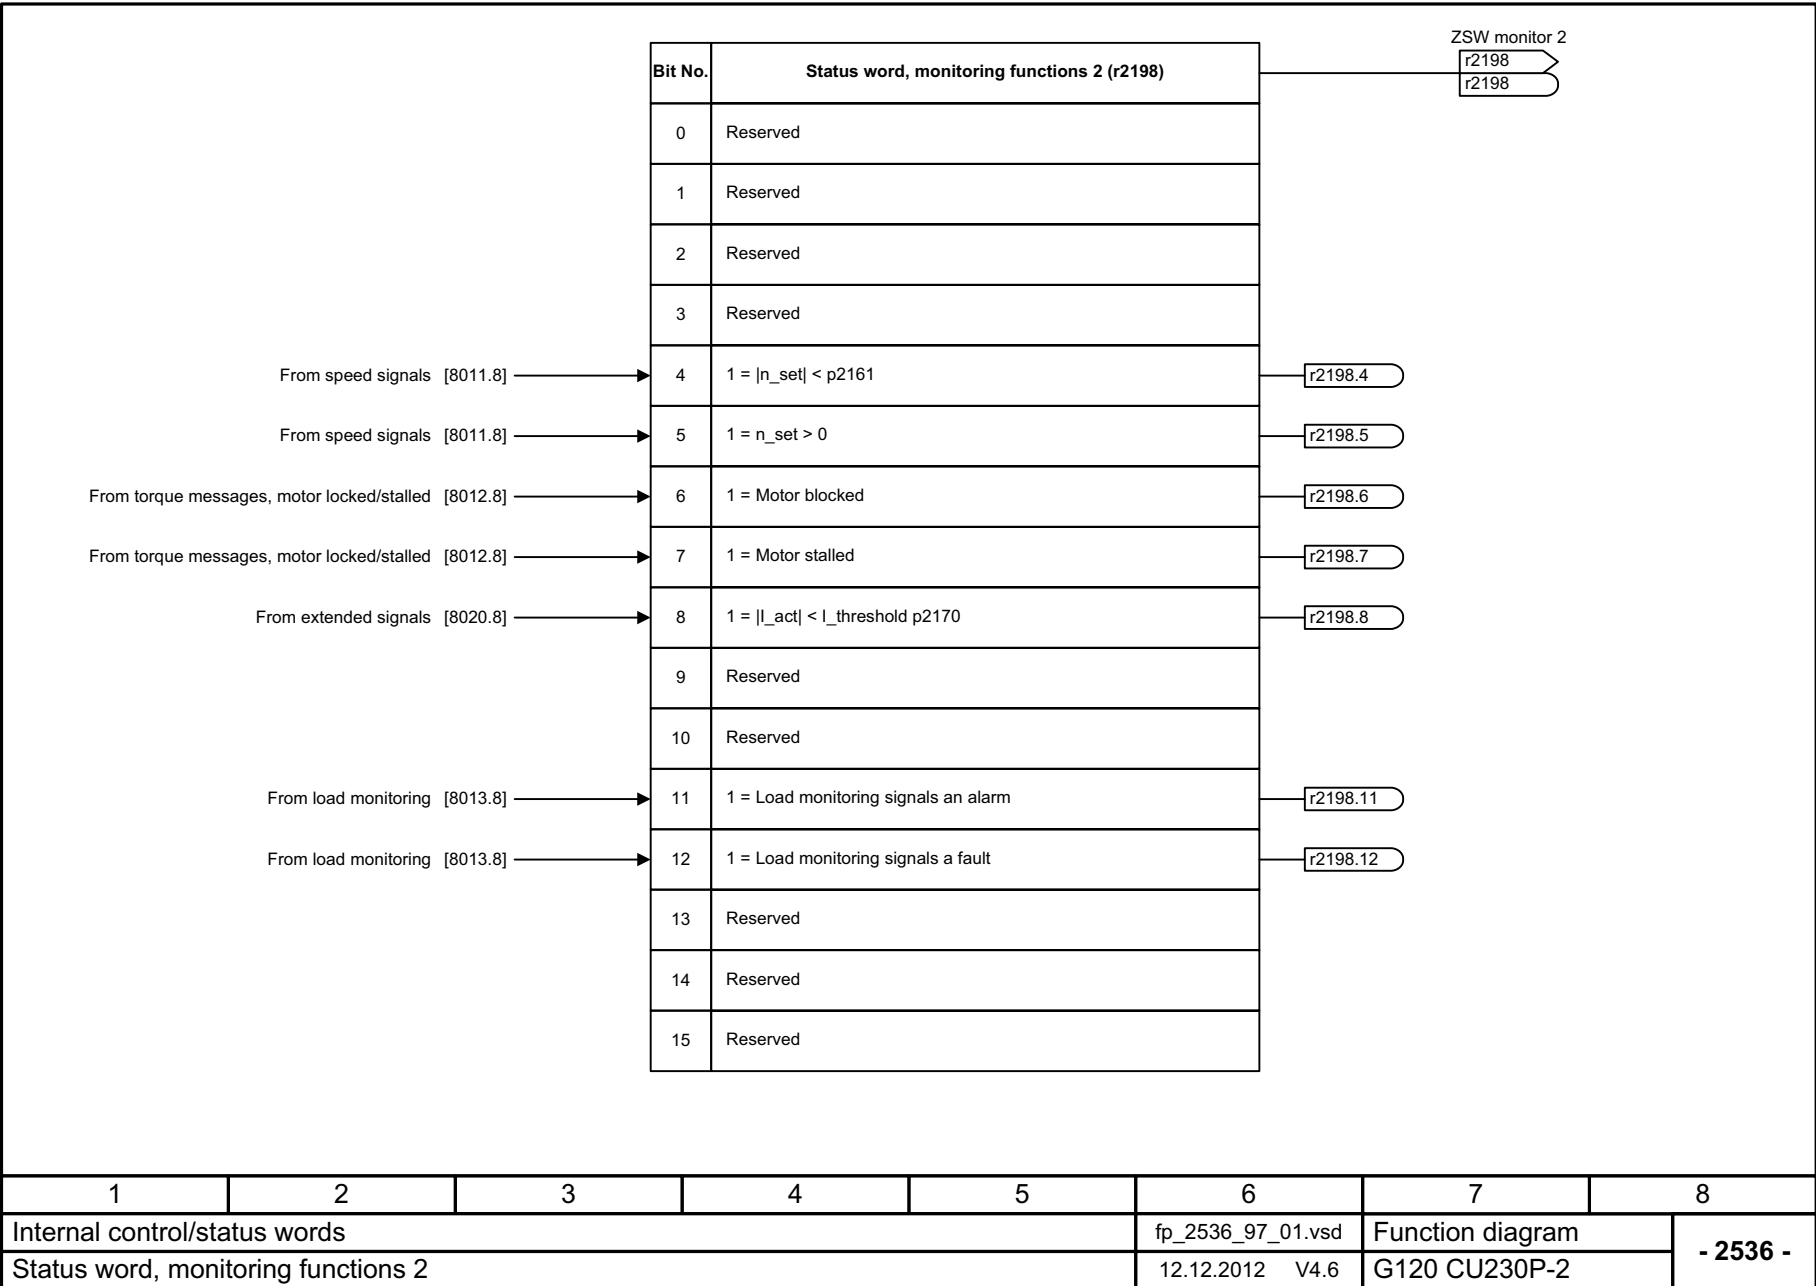 ZSW monitor 2
Bit No. Status word, monitoring functions 2 (r2198) r2198
r2198
0 Reserved
1 Reserved
2 Reserved
3 Reserved
From speed signals [8011.8] 4 1 = |n_set| < p2161 r2198.4
From speed signals [8011.8] 5 1 = n_set > 0 r2198.5
From torque messages, motor locked/stalled [8012.8] 6 1 = Motor blocked r2198.6
From torque messages, motor locked/stalled [8012.8] 7 1 = Motor stalled r2198.7
From extended signals [8020.8] 8 1 = |I_act| < I_threshold p2170 r2198.8
9 Reserved
10 Reserved
From load monitoring [8013.8] 11 1 = Load monitoring signals an alarm r2198.11
From load monitoring [8013.8] 12 1 = Load monitoring signals a fault r2198.12
13 Reserved
14 Reserved
15 Reserved
1 2 3 4 5 6 7 8
Internal control/status words fp_2536_97_01.vsd Function diagram - 2536 -
Status word, monitoring functions 2 12.12.2012 V4.6 G120 CU230P-2